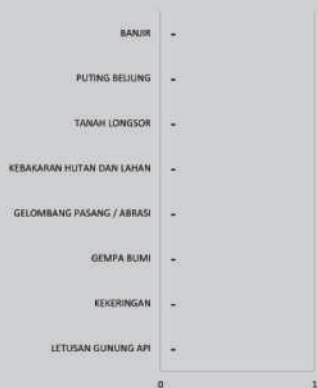 BANJIR -
PUTING BELIUNG -
TANAH LONGSOR -
KEBAKARAN HUTAN DAN LAHAN -
GELOMBANG PASANG / ABRASI -
GEMPA BUMI -
KEKERINGAN -
LETUSAN GUNUNG API -
0 1